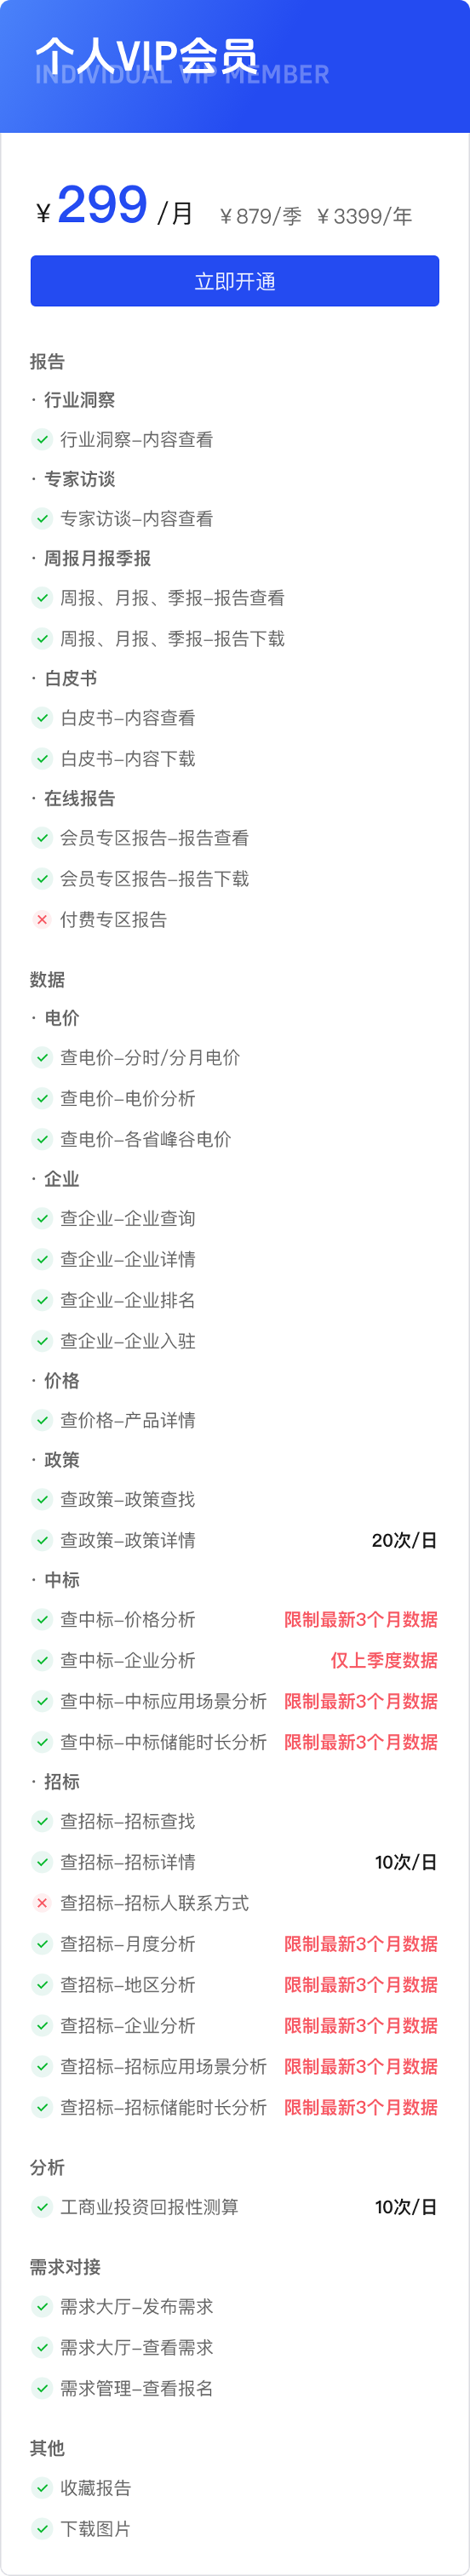 个人VIP会员
INDIVIDUAL VIP MEMBER
¥299 /月 ¥879/季 ¥3399/年
立即开通
报告
· 行业洞察
行业洞察–内容查看
· 专家访谈
专家访谈–内容查看
· 周报月报季报
周报、月报、季报–报告查看
周报、月报、季报–报告下载
· 白皮书
白皮书–内容查看
白皮书–内容下载
· 在线报告
会员专区报告–报告查看
会员专区报告–报告下载
付费专区报告
数据
· 电价
查电价–分时/分月电价
查电价–电价分析
查电价–各省峰谷电价
· 企业
查企业–企业查询
查企业–企业详情
查企业–企业排名
查企业–企业入驻
· 价格
查价格–产品详情
· 政策
查政策–政策查找
查政策–政策详情 20次/日
· 中标
查中标–价格分析 限制最新3个月数据
查中标–企业分析 仅上季度数据
查中标–中标应用场景分析 限制最新3个月数据
查中标–中标储能时长分析 限制最新3个月数据
· 招标
查招标–招标查找
查招标–招标详情 10次/日
查招标–招标人联系方式
查招标–月度分析 限制最新3个月数据
查招标–地区分析 限制最新3个月数据
查招标–企业分析 限制最新3个月数据
查招标–招标应用场景分析 限制最新3个月数据
查招标–招标储能时长分析 限制最新3个月数据
分析
工商业投资回报性测算 10次/日
需求对接
需求大厅–发布需求
需求大厅–查看需求
需求管理–查看报名
其他
收藏报告
下载图片